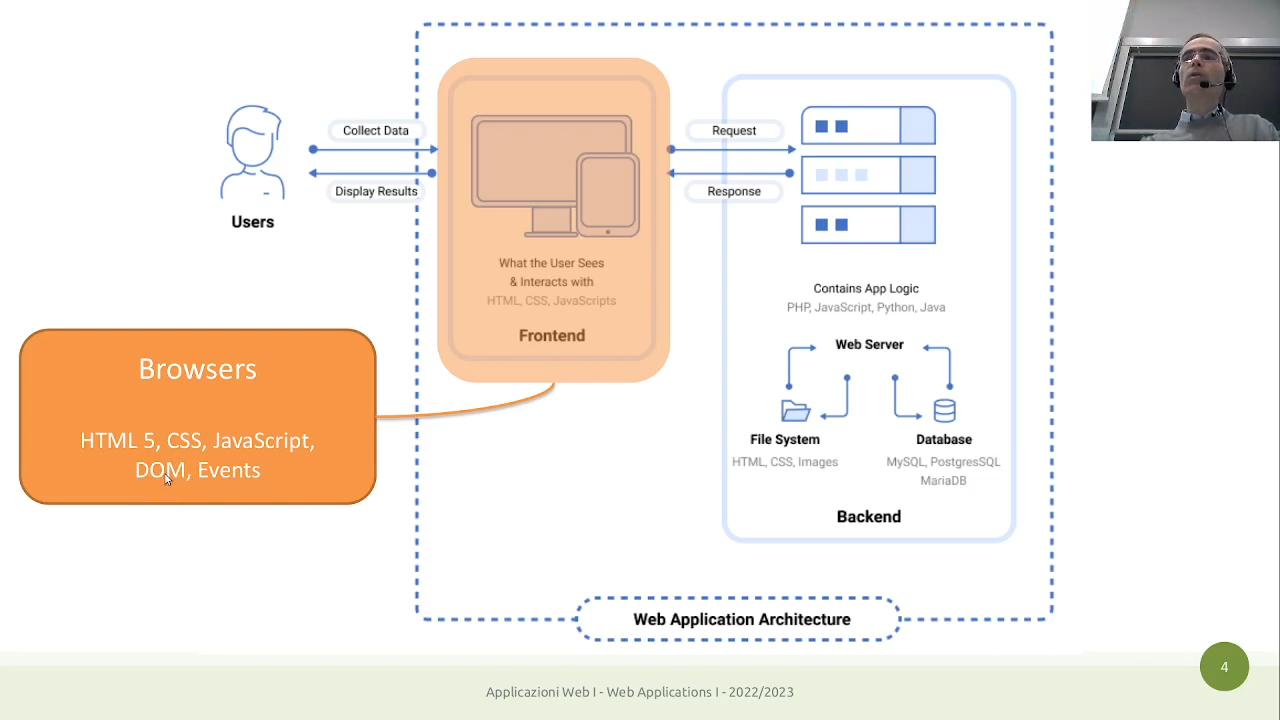 Collect Data
Display Results
Users
What the User Sees
& Interacts with
HTML, CSS, JavaScripts
Frontend
Request
Response
Contains App Logic
PHP, JavaScript, Python, Java
Web Server
File System
HTML, CSS, Images
Database
MySQL, PostgresSQL
MariaDB
Backend
Browsers
HTML 5, CSS, JavaScript,
DOM, Events
Web Application Architecture
4
Applicazioni Web I - Web Applications I - 2022/2023